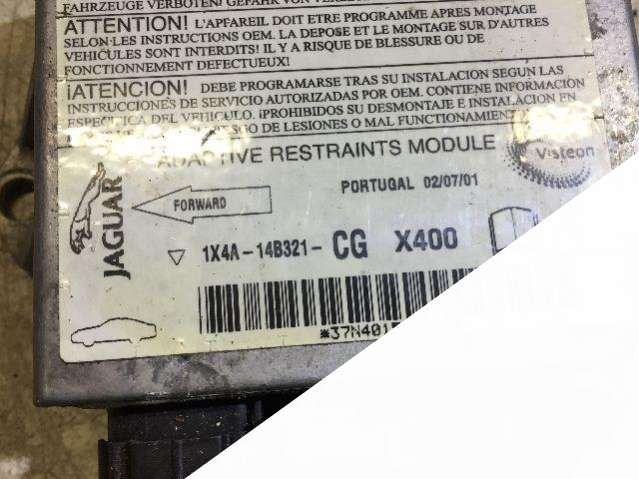 FAHRZEUGE VERBOTEN! GEFAHR VON
ATTENTION! L'APPAREIL DOIT ETRE PROGRAMME APRES MONTAGE
SELON LES INSTRUCTIONS OEM. LA DEPOSE ET LE MONTAGE SUR D'AUTRES
VEHICULES SONT INTERDITS! IL Y A RISQUE DE BLESSURE OU DE
FONCTIONNEMENT DEFECTUEUX!
¡ATENCION! DEBE PROGRAMARSE TRAS SU INSTALACION SEGUN LAS
INSTRUCCIONES DE SERVICIO AUTORIZADAS POR OEM. CONTIENE INFORMACION
ESPECIFICA DEL VEHICULO. ¡PROHIBIDOS SU DESMONTAJE E INSTALACION EN
DE LESIONES O MAL FUNCIONAMIENTO
ADAPTIVE RESTRAINTS MODULE
Visteon
PORTUGAL 02/07/01
FORWARD
JAGUAR
1X4A-14B321-CG X400
*37N401